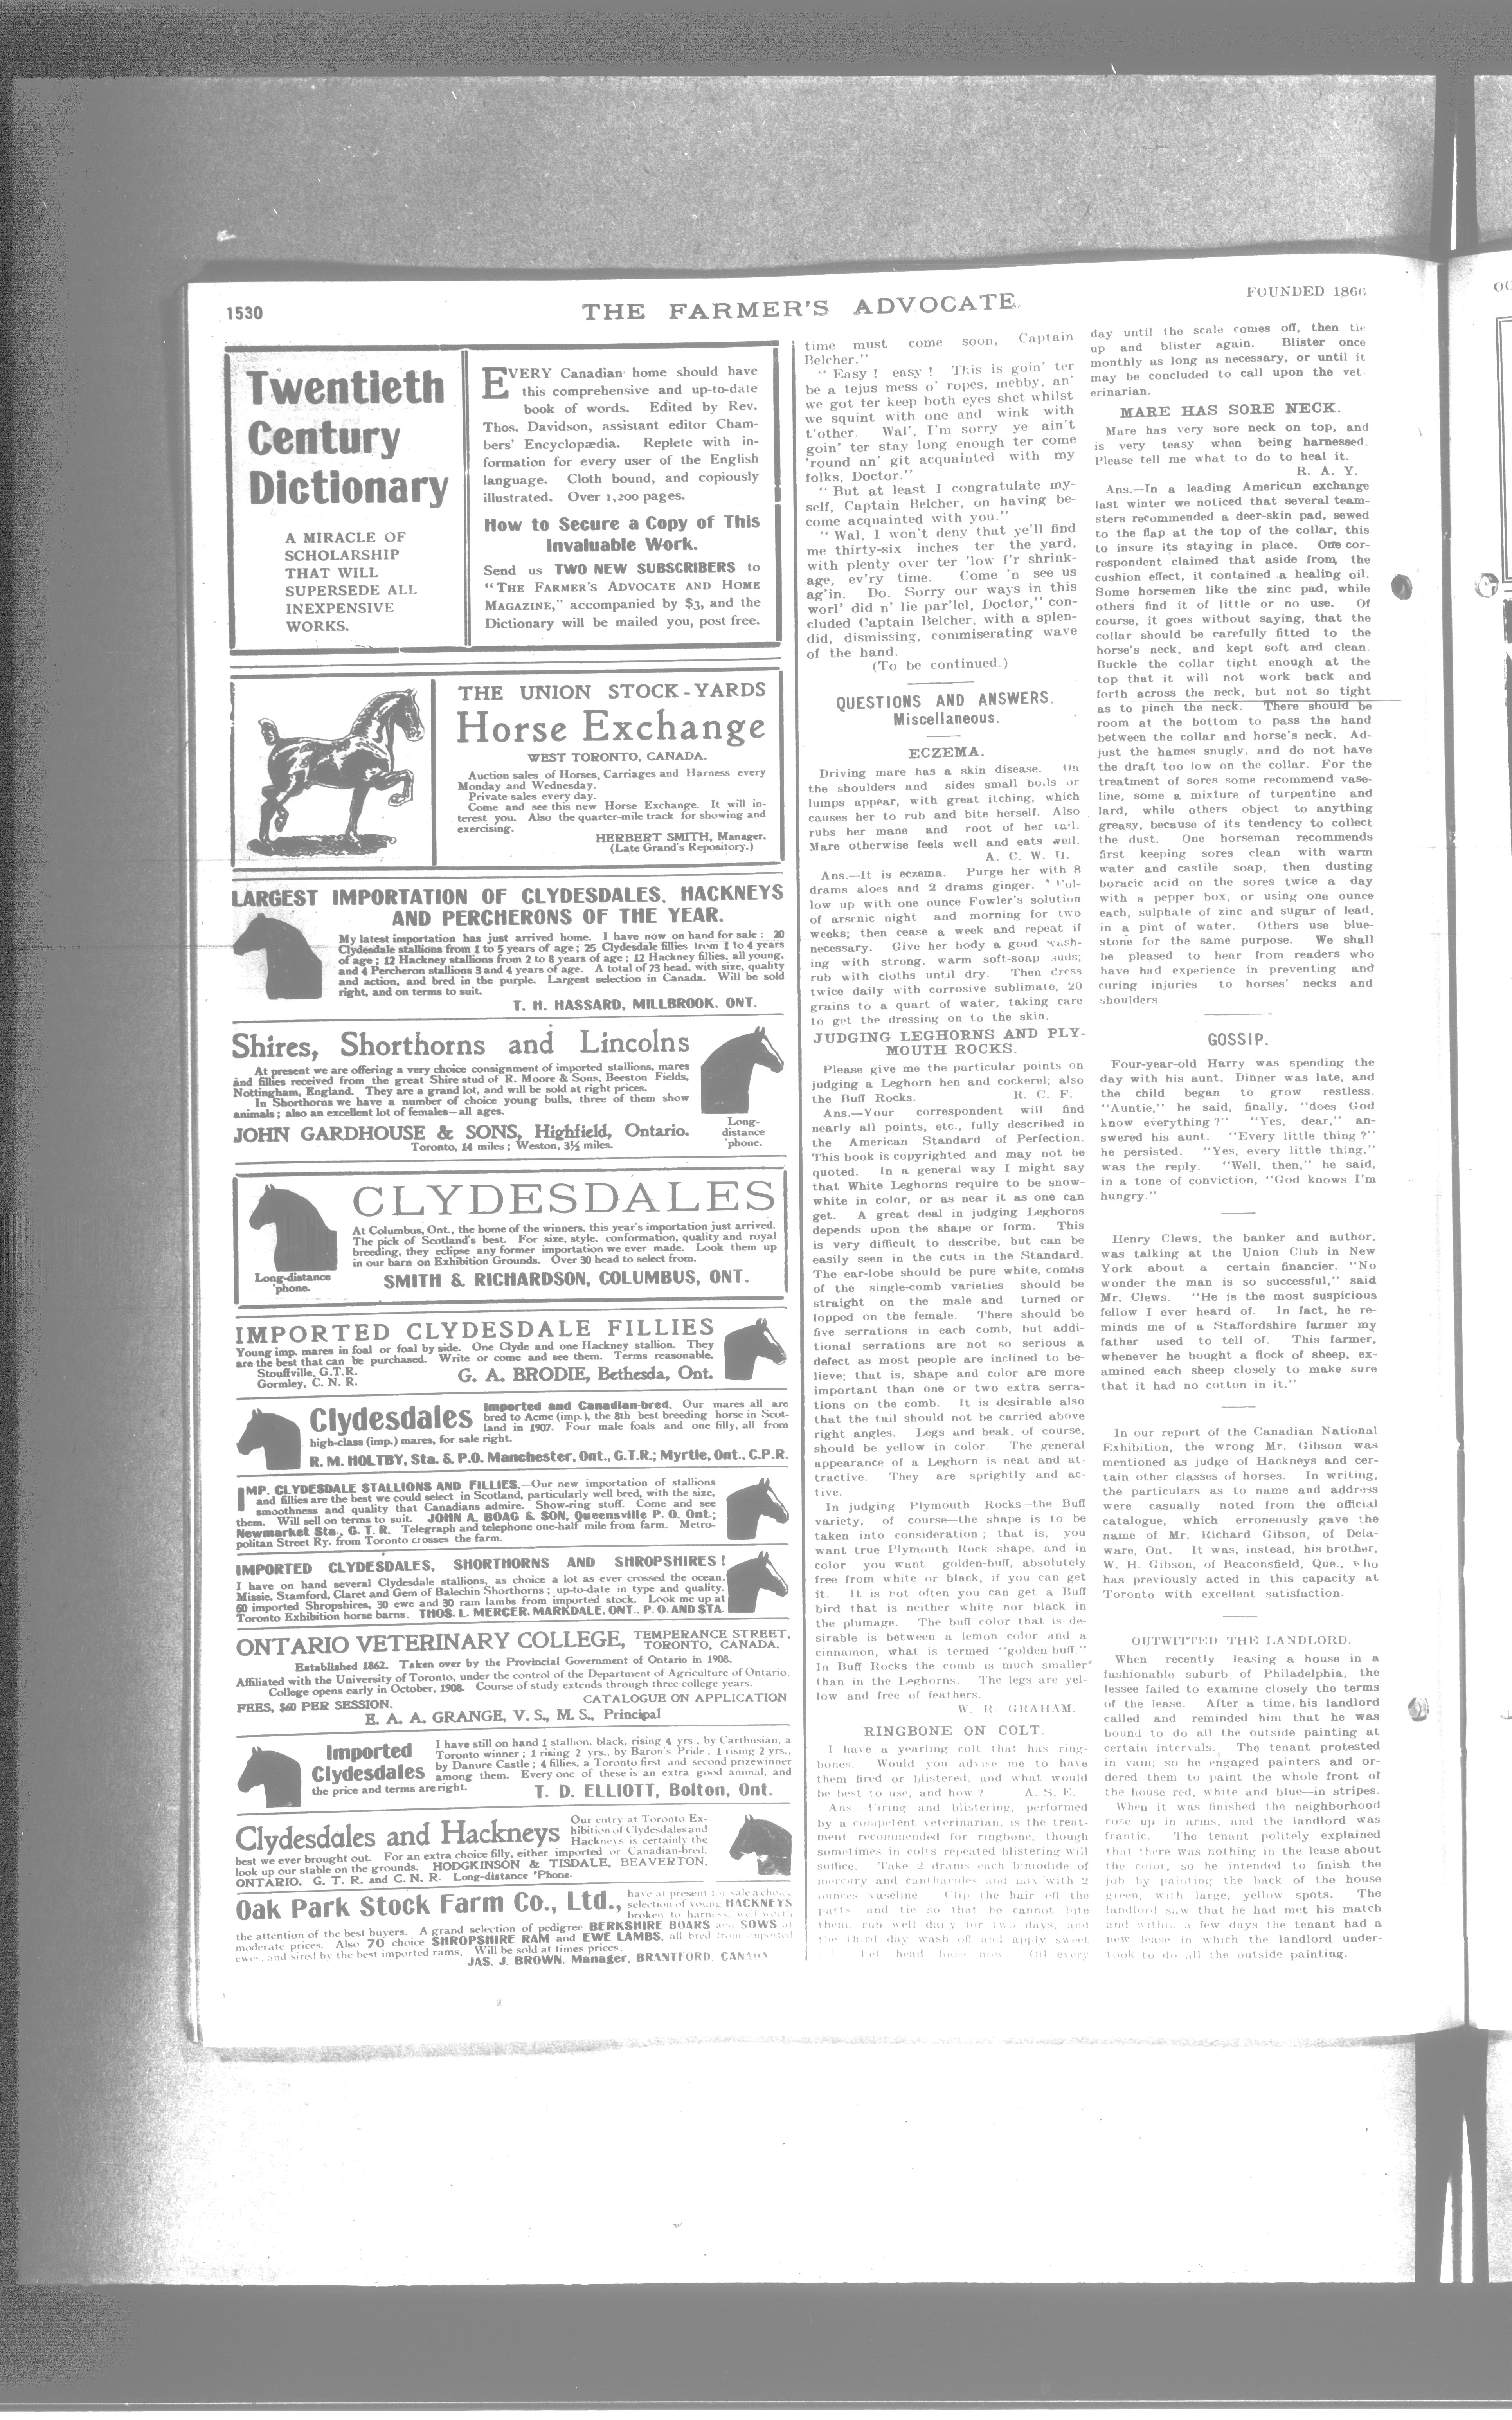 1530
THE FARMER'S ADVOCATE
FOUNDED 1866
Twentieth
Century
Dictionary
A MIRACLE OF
SCHOLARSHIP
THAT WILL
SUPERSEDE ALL
INEXPENSIVE
WORKS.
EVERY Canadian home should have
this comprehensive and up-to-date
book of words. Edited by Rev.
Thos. Davidson, assistant editor Cham-
bers' Encyclopædia. Replete with in-
formation for every user of the English
language. Cloth bound, and copiously
illustrated. Over 1,200 pages.
How to Secure a Copy of This
Invaluable Work.
Send us TWO NEW SUBSCRIBERS to
"THE FARMER'S ADVOCATE AND HOME
MAGAZINE," accompanied by $3, and the
Dictionary will be mailed you, post free.
THE UNION STOCK-YARDS
Horse Exchange
WEST TORONTO, CANADA.
Auction sales of Horses, Carriages and Harness every
Monday and Wednesday.
Private sales every day.
Come and see this new Horse Exchange. It will in-
terest you. Also the quarter-mile track for showing and
exercising.
HERBERT SMITH, Manager.
(Late Grand's Repository.)
LARGEST IMPORTATION OF CLYDESDALES, HACKNEYS
AND PERCHERONS OF THE YEAR.
My latest importation has just arrived home. I have now on hand for sale: 20
Clydesdale stallions from 1 to 5 years of age; 25 Clydesdale fillies from 1 to 4 years
of age; 12 Hackney stallions from 2 to 8 years of age; 12 Hackney fillies, all young,
and 4 Percheron stallions 3 and 4 years of age. A total of 73 head, with size, quality
and action, and bred in the purple. Largest selection in Canada. Will be sold
right, and on terms to suit.
T. H. HASSARD, MILLBROOK. ONT.
Shires, Shorthorns and Lincolns
At present we are offering a very choice consignment of imported stallions, mares
and fillies received from the great Shire stud of R. Moore & Sons, Beeston Fields,
Nottingham, England. They are a grand lot, and will be sold at right prices.
In Shorthorns we have a number of choice young bulls, three of them show
animals; also an excellent lot of females—all ages.
JOHN GARDHOUSE & SONS, Highfield, Ontario.
Toronto, 14 miles; Weston, 3½ miles.
Long-
distance
'phone.
CLYDESDALES
At Columbus, Ont., the home of the winners, this year's importation just arrived.
The pick of Scotland's best. For size, style, conformation, quality and royal
breeding, they eclipse any former importation we ever made. Look them up
in our barn on Exhibition Grounds. Over 30 head to select from.
Long-distance
'phone.
SMITH & RICHARDSON, COLUMBUS, ONT.
IMPORTED CLYDESDALE FILLIES
Young imp. mares in foal or foal by side. One Clyde and one Hackney stallion. They
are the best that can be purchased. Write or come and see them. Terms reasonable.
Stouffville, G.T.R.
Gormley, C. N. R.
G. A. BRODIE, Bethesda, Ont.
Clydesdales
Imported and Canadian-bred. Our mares all are
bred to Acme (imp.), the 8th best breeding horse in Scot-
land in 1907. Four male foals and one filly, all from
high-class (imp.) mares, for sale right.
R. M. HOLTBY, Sta. & P.O. Manchester, Ont., G.T.R.; Myrtle, Ont., C.P.R.
IMP. CLYDESDALE STALLIONS AND FILLIES.—Our new importation of stallions
and fillies are the best we could select in Scotland, particularly well bred, with the size,
smoothness and quality that Canadians admire. Show-ring stuff. Come and see
them. Will sell on terms to suit. JOHN A. BOAG & SON, Queensville P. O. Ont.;
Newmarket Sta., G. T. R. Telegraph and telephone one-half mile from farm. Metro-
politan Street Ry. from Toronto crosses the farm.
IMPORTED CLYDESDALES, SHORTHORNS AND SHROPSHIRES!
I have on hand several Clydesdale stallions, as choice a lot as ever crossed the ocean.
Missie, Stamford, Claret and Gem of Balechin Shorthorns; up-to-date in type and quality.
60 imported Shropshires, 30 ewe and 30 ram lambs from imported stock. Look me up at
Toronto Exhibition horse barns. THOS. L. MERCER, MARKDALE, ONT., P. O. AND STA.
ONTARIO VETERINARY COLLEGE, TEMPERANCE STREET,
TORONTO, CANADA.
Established 1862. Taken over by the Provincial Government of Ontario in 1908.
Affiliated with the University of Toronto, under the control of the Department of Agriculture of Ontario.
College opens early in October, 1908. Course of study extends through three college years.
FEES, $60 PER SESSION.
CATALOGUE ON APPLICATION
E. A. A. GRANGE, V. S., M. S., Principal
Imported
Clydesdales
I have still on hand 1 stallion, black, rising 4 yrs., by Carthusian, a
Toronto winner; 1 rising 2 yrs., by Baron's Pride, 1 rising 2 yrs.,
by Danure Castle; 4 fillies, a Toronto first and second prizewinner
among them. Every one of these is an extra good animal, and
the price and terms are right.
T. D. ELLIOTT, Bolton, Ont.
Clydesdales and Hackneys
Our entry at Toronto Ex-
hibition of Clydesdales and
Hackneys is certainly the
best we ever brought out. For an extra choice filly, either imported or Canadian-bred,
look up our stable on the grounds. HODGKINSON & TISDALE, BEAVERTON,
ONTARIO. G. T. R. and C. N. R. Long-distance 'Phone.
Oak Park Stock Farm Co., Ltd.,
have at present for sale a choice
selection of young HACKNEYS
broken to harness, well worth
the attention of the best buyers. A grand selection of pedigree BERKSHIRE BOARS and SOWS at
moderate prices. Also 70 choice SHROPSHIRE RAM and EWE LAMBS, all bred from imported
ewes, and sired by the best imported rams. Will be sold at times prices.
JAS. J. BROWN, Manager, BRANTFORD, CANADA
time must come soon, Captain
Belcher."
"Easy! easy! This is goin' ter
be a tejus mess o' ropes, mebby, an'
we got ter keep both eyes shet whilst
we squint with one and wink with
t'other. Wal', I'm sorry ye ain't
goin' ter stay long enough ter come
'round an' git acquainted with my
folks, Doctor."
"But at least I congratulate my-
self, Captain Belcher, on having be-
come acquainted with you."
"Wal, I won't deny that ye'll find
me thirty-six inches ter the yard,
with plenty over ter 'low f'r shrink-
age, ev'ry time. Come 'n see us
ag'in. Do. Sorry our ways in this
worl' did n' lie par'lel, Doctor," con-
cluded Captain Belcher, with a splen-
did, dismissing, commiserating wave
of the hand.
(To be continued.)
QUESTIONS AND ANSWERS.
Miscellaneous.
ECZEMA.
Driving mare has a skin disease. On
the shoulders and sides small boils or
lumps appear, with great itching, which
causes her to rub and bite herself. Also
rubs her mane and root of her tail.
Mare otherwise feels well and eats well.
A. C. W. H.
Ans.—It is eczema. Purge her with 8
drams aloes and 2 drams ginger. Fol-
low up with one ounce Fowler's solution
of arsenic night and morning for two
weeks; then cease a week and repeat if
necessary. Give her body a good wash-
ing with strong, warm soft-soap suds;
rub with cloths until dry. Then dress
twice daily with corrosive sublimate, 20
grains to a quart of water, taking care
to get the dressing on to the skin.
JUDGING LEGHORNS AND PLY-
MOUTH ROCKS.
Please give me the particular points on
judging a Leghorn hen and cockerel; also
the Buff Rocks. R. C. F.
Ans.—Your correspondent will find
nearly all points, etc., fully described in
the American Standard of Perfection.
This book is copyrighted and may not be
quoted. In a general way I might say
that White Leghorns require to be snow-
white in color, or as near it as one can
get. A great deal in judging Leghorns
depends upon the shape or form. This
is very difficult to describe, but can be
easily seen in the cuts in the Standard.
The ear-lobe should be pure white, combs
of the single-comb varieties should be
straight on the male and turned or
lopped on the female. There should be
five serrations in each comb, but addi-
tional serrations are not so serious a
defect as most people are inclined to be-
lieve; that is, shape and color are more
important than one or two extra serra-
tions on the comb. It is desirable also
that the tail should not be carried above
right angles. Legs and beak, of course,
should be yellow in color. The general
appearance of a Leghorn is neat and at-
tractive. They are sprightly and ac-
tive.
In judging Plymouth Rocks—the Buff
variety, of course—the shape is to be
taken into consideration; that is, you
want true Plymouth Rock shape, and in
color you want golden-buff, absolutely
free from white or black, if you can get
it. It is not often you can get a Buff
bird that is neither white nor black in
the plumage. The buff color that is de-
sirable is between a lemon color and a
cinnamon, what is termed "golden-buff."
In Buff Rocks the comb is much smaller
than in the Leghorns. The legs are yel-
low and free of feathers.
W. R. GRAHAM.
RINGBONE ON COLT.
I have a yearling colt that has ring-
bones. Would you advise me to have
them fired or blistered, and what would
be best to use, and how? A. S. E.
Ans. Firing and blistering, performed
by a competent veterinarian, is the treat-
ment recommended for ringbone, though
sometimes in colts repeated blistering will
suffice. Take 2 drams each biniodide of
mercury and cantharides and mix with 2
ounces vaseline. Clip the hair off the
parts, and tie so that he cannot bite
them, rub well daily for two days, and
the third day wash off and apply sweet
oil. Let head loose now. Oil every
day until the scale comes off, then tie
up and blister again. Blister once
monthly as long as necessary, or until it
may be concluded to call upon the vet-
erinarian.
MARE HAS SORE NECK.
Mare has very sore neck on top, and
is very teasy when being harnessed.
Please tell me what to do to heal it.
R. A. Y.
Ans.—In a leading American exchange
last winter we noticed that several team-
sters recommended a deer-skin pad, sewed
to the flap at the top of the collar, this
to insure its staying in place. One cor-
respondent claimed that aside from the
cushion effect, it contained a healing oil.
Some horsemen like the zinc pad, while
others find it of little or no use. Of
course, it goes without saying, that the
collar should be carefully fitted to the
horse's neck, and kept soft and clean.
Buckle the collar tight enough at the
top that it will not work back and
forth across the neck, but not so tight
as to pinch the neck. There should be
room at the bottom to pass the hand
between the collar and horse's neck. Ad-
just the hames snugly, and do not have
the draft too low on the collar. For the
treatment of sores some recommend vase-
line, some a mixture of turpentine and
lard, while others object to anything
greasy, because of its tendency to collect
the dust. One horseman recommends
first keeping sores clean with warm
water and castile soap, then dusting
boracic acid on the sores twice a day
with a pepper box, or using one ounce
each, sulphate of zinc and sugar of lead,
in a pint of water. Others use blue-
stone for the same purpose. We shall
be pleased to hear from readers who
have had experience in preventing and
curing injuries to horses' necks and
shoulders.
GOSSIP.
Four-year-old Harry was spending the
day with his aunt. Dinner was late, and
the child began to grow restless.
"Auntie," he said, finally, "does God
know everything?" "Yes, dear," an-
swered his aunt. "Every little thing?"
he persisted. "Yes, every little thing,"
was the reply. "Well, then," he said,
in a tone of conviction, "God knows I'm
hungry."
Henry Clews, the banker and author,
was talking at the Union Club in New
York about a certain financier. "No
wonder the man is so successful," said
Mr. Clews. "He is the most suspicious
fellow I ever heard of. In fact, he re-
minds me of a Staffordshire farmer my
father used to tell of. This farmer,
whenever he bought a flock of sheep, ex-
amined each sheep closely to make sure
that it had no cotton in it."
In our report of the Canadian National
Exhibition, the wrong Mr. Gibson was
mentioned as judge of Hackneys and cer-
tain other classes of horses. In writing,
the particulars as to name and address
were casually noted from the official
catalogue, which erroneously gave the
name of Mr. Richard Gibson, of Dela-
ware, Ont. It was, instead, his brother,
W. H. Gibson, of Beaconsfield, Que., who
has previously acted in this capacity at
Toronto with excellent satisfaction.
OUTWITTED THE LANDLORD.
When recently leasing a house in a
fashionable suburb of Philadelphia, the
lessee failed to examine closely the terms
of the lease. After a time, his landlord
called and reminded him that he was
bound to do all the outside painting at
certain intervals. The tenant protested
in vain; so he engaged painters and or-
dered them to paint the whole front of
the house red, white and blue—in stripes.
When it was finished the neighborhood
rose up in arms, and the landlord was
frantic. The tenant politely explained
that there was nothing in the lease about
the color, so he intended to finish the
job by painting the back of the house
green, with large, yellow spots. The
landlord saw that he had met his match
and within a few days the tenant had a
new lease in which the landlord under-
took to do all the outside painting.